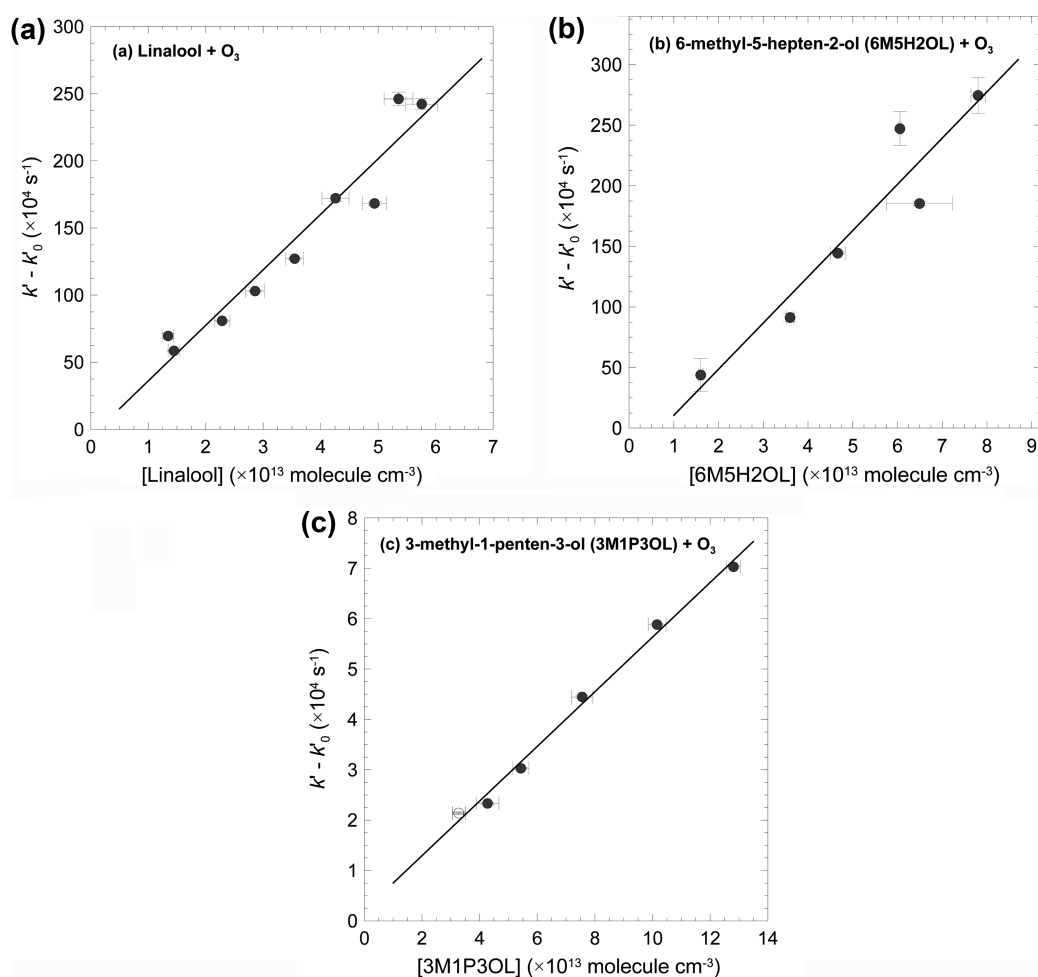 (a)
(a) Linalool + O₃
300
250
200
150
100
50
0
k' - k'₀ (×10⁴ s⁻¹)
0 1 2 3 4 5 6 7
[Linalool] (×10¹³ molecule cm⁻³)
(b)
(b) 6-methyl-5-hepten-2-ol (6M5H2OL) + O₃
300
250
200
150
100
50
0
k' - k'₀ (×10⁴ s⁻¹)
0 1 2 3 4 5 6 7 8 9
[6M5H2OL] (×10¹³ molecule cm⁻³)
(c)
(c) 3-methyl-1-penten-3-ol (3M1P3OL) + O₃
8
7
6
5
4
3
2
1
0
k' - k'₀ (×10⁴ s⁻¹)
0 2 4 6 8 10 12 14
[3M1P3OL] (×10¹³ molecule cm⁻³)